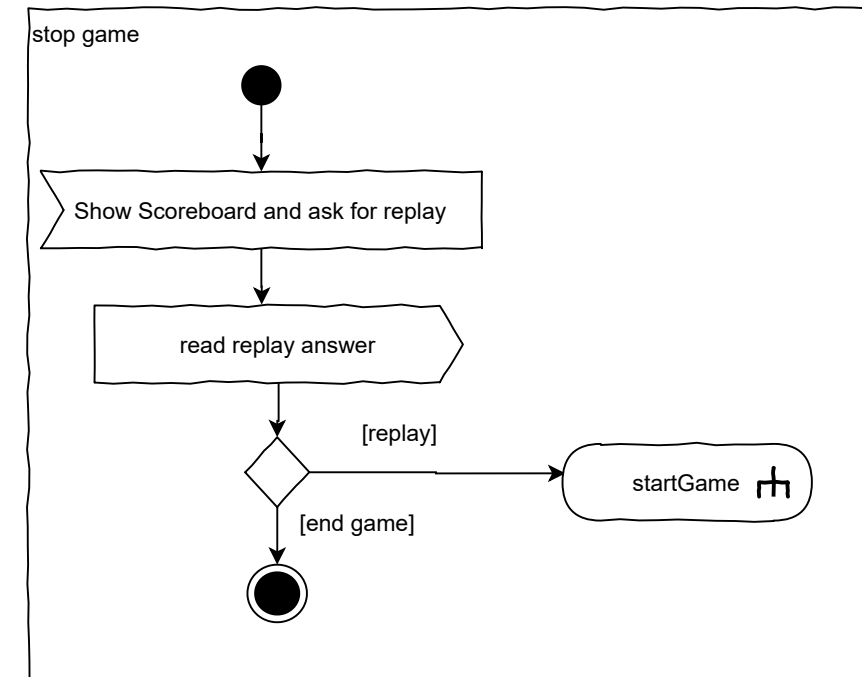 stop game
Show Scoreboard and ask for replay
read replay answer
[replay]
startGame
[end game]